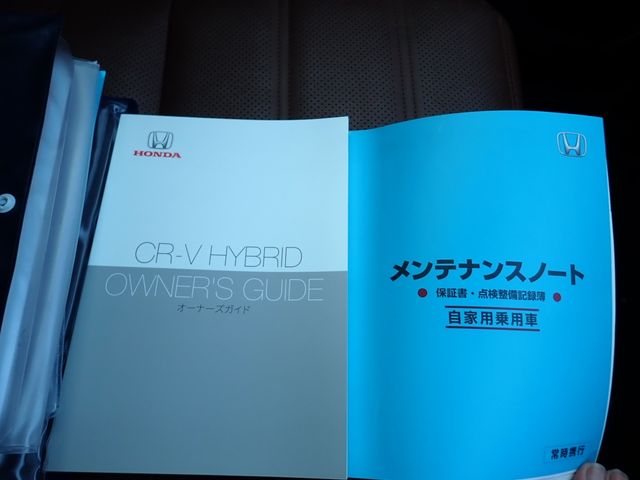 HONDA
CR-V HYBRID
OWNER'S GUIDE
オーナーズガイド
メンテナンスノート
● 保証書・点検整備記録簿 ●
自家用乗用車
常時携行